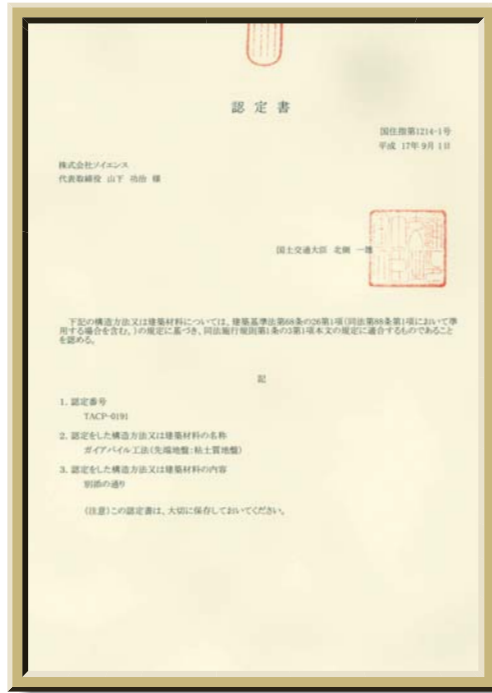 認 定 書
国住指第1214-1号
平成 17年 9月 1日
株式会社ソイエンス
代表取締役 山下 功治 様
国土交通大臣 北側 一雄
下記の構造方法又は建築材料については、建築基準法第68条の26第1項(同法第88条第1項において準
用する場合を含む。)の規定に基づき、同法施行規則第1条の3第1項本文の規定に適合するものであること
を認める。
記
1. 認定番号
TACP-0191
2. 認定をした構造方法又は建築材料の名称
ガイアパイル工法(先端地盤:粘土質地盤)
3. 認定をした構造方法又は建築材料の内容
別添の通り
(注意)この認定書は、大切に保存しておいてください。